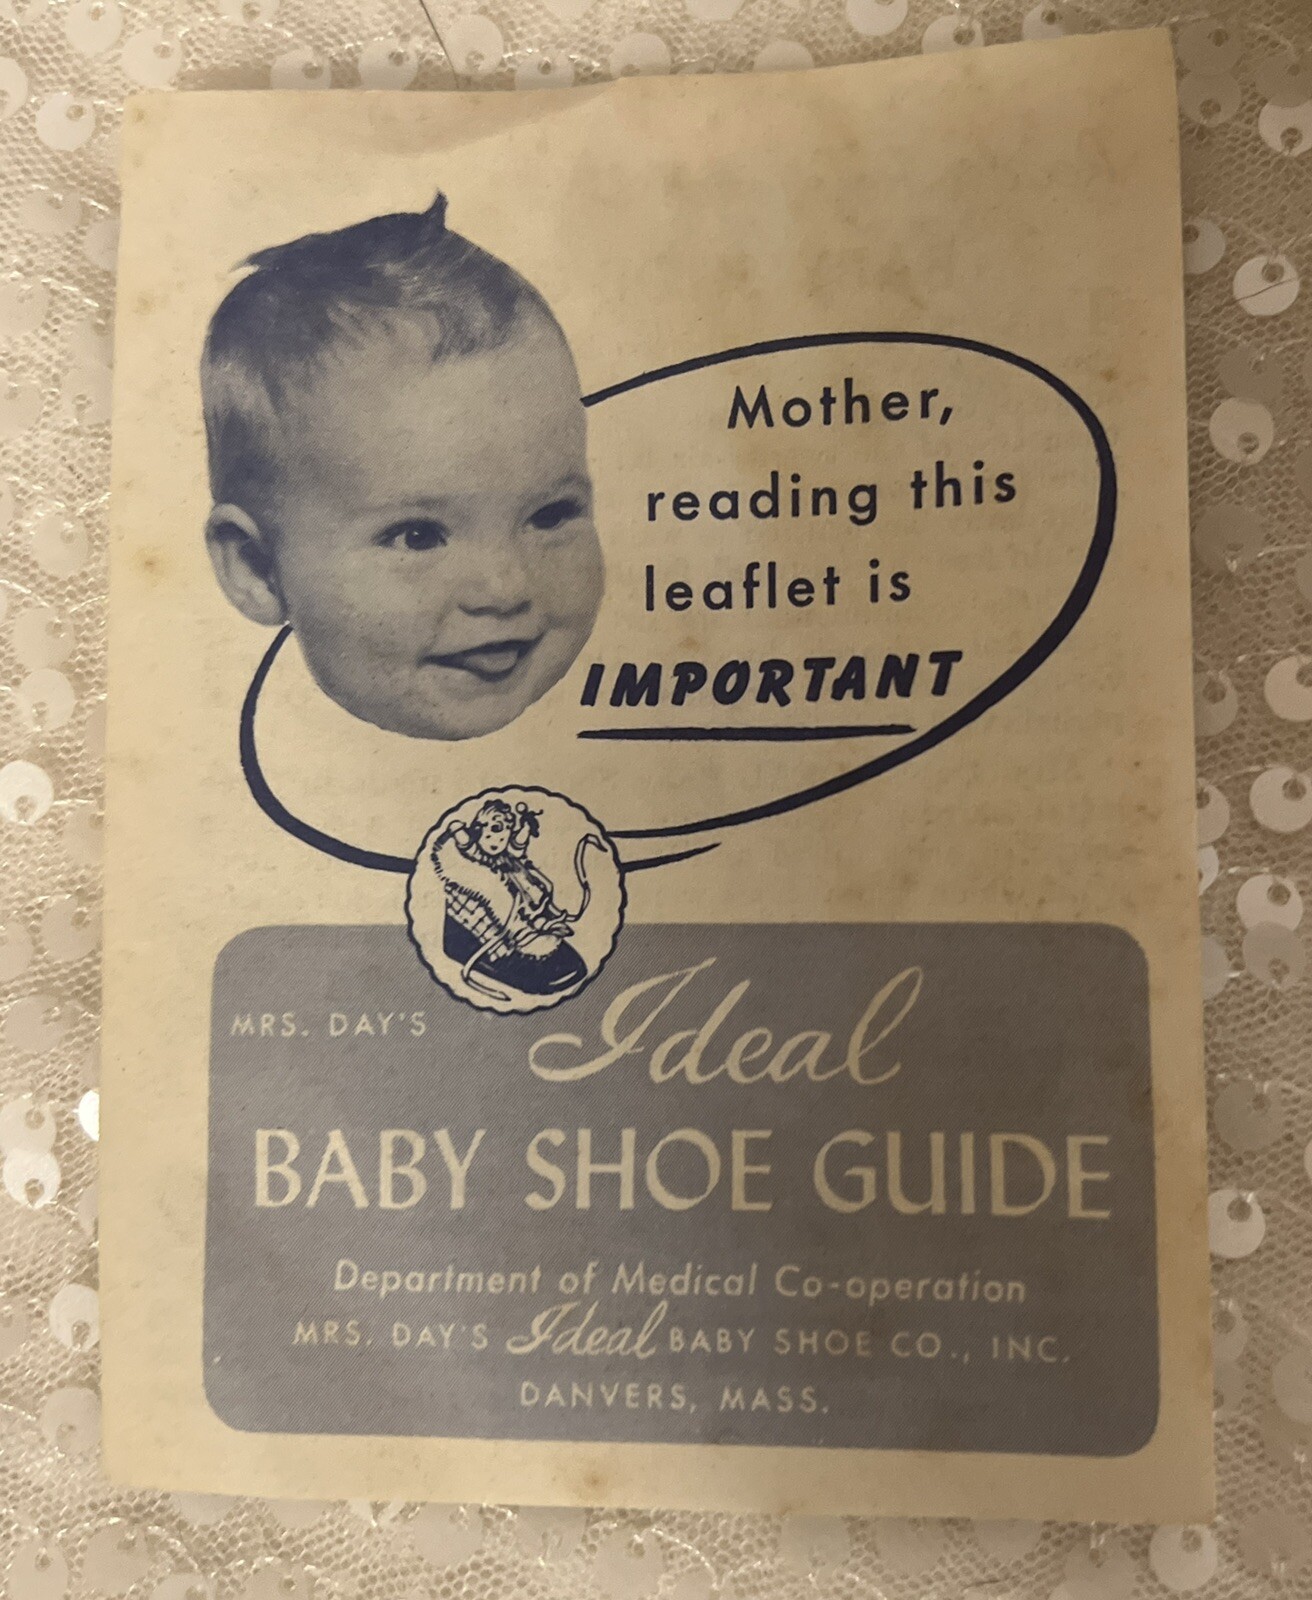 Mother,
reading this
leaflet is
IMPORTANT
MRS. DAY'S Ideal
BABY SHOE GUIDE
Department of Medical Co-operation
MRS. DAY'S Ideal BABY SHOE CO., INC.
DANVERS, MASS.